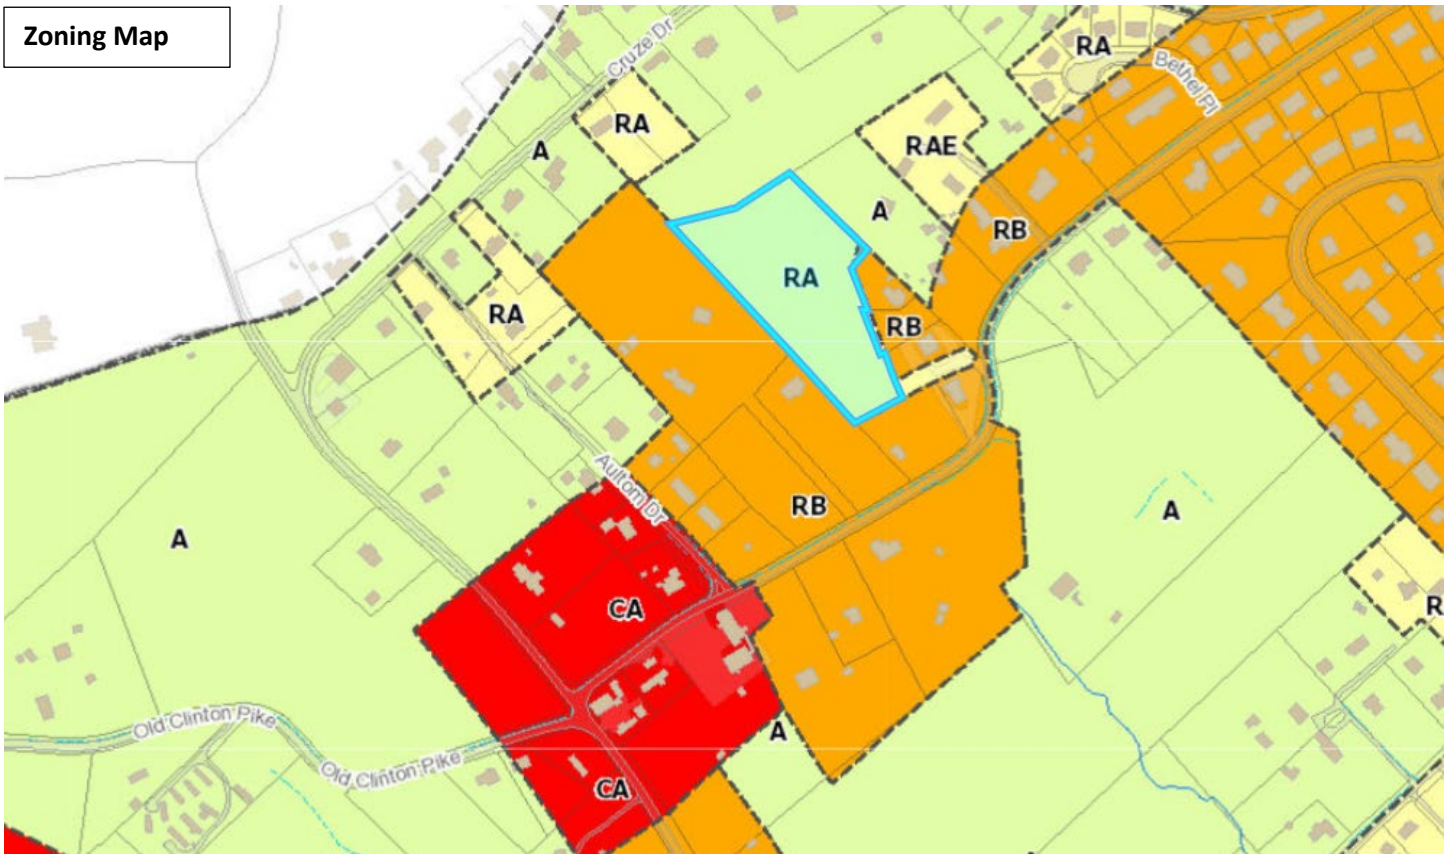 Zoning Map
Cruze Dr
RA
Bethel Pl
RA
A
RAE
A
RB
RA
RA
RB
Aultom Dr
RB
A
A
CA
R
Old Clinton Pike
A
Old Clinton Pike
CA